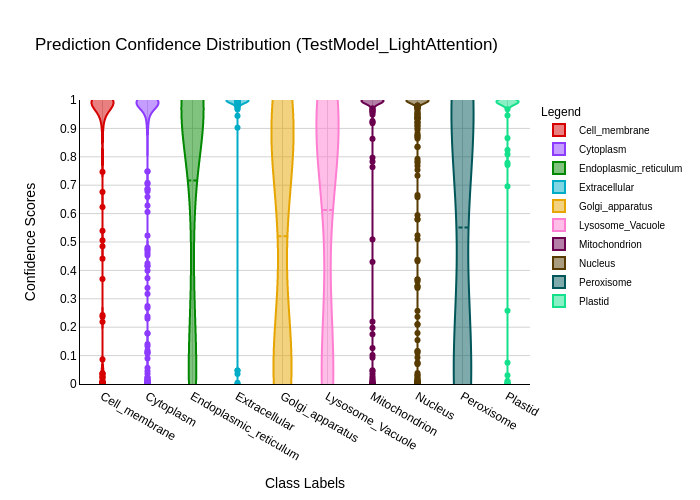 Prediction Confidence Distribution (TestModel_LightAttention)
Legend
Cell_membrane
Cytoplasm
Endoplasmic_reticulum
Extracellular
Golgi_apparatus
Lysosome_Vacuole
Mitochondrion
Nucleus
Peroxisome
Plastid
Confidence Scores
1
0.9
0.8
0.7
0.6
0.5
0.4
0.3
0.2
0.1
0
Cell_membrane
Cytoplasm
Endoplasmic_reticulum
Extracellular
Golgi_apparatus
Lysosome_Vacuole
Mitochondrion
Nucleus
Peroxisome
Plastid
Class Labels